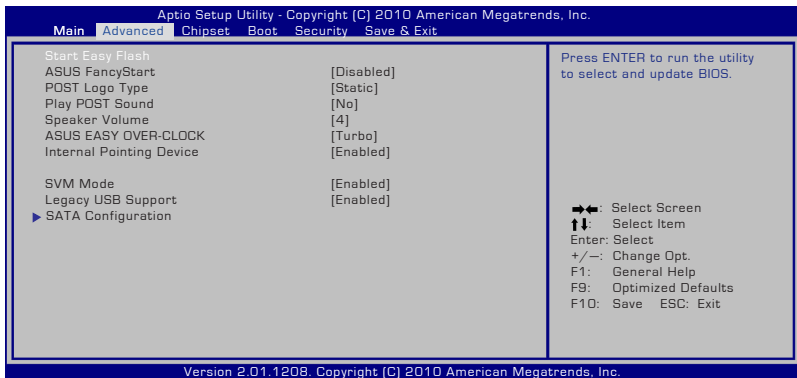 Aptio Setup Utility - Copyright (C) 2010 American Megatrends, Inc.
Main Advanced Chipset Boot Security Save & Exit
Start Easy Flash
ASUS FancyStart [Disabled]
POST Logo Type [Static]
Play POST Sound [No]
Speaker Volume [4]
ASUS EASY OVER-CLOCK [Turbo]
Internal Pointing Device [Enabled]
SVM Mode [Enabled]
Legacy USB Support [Enabled]
SATA Configuration
Press ENTER to run the utility
to select and update BIOS.
: Select Screen
: Select Item
Enter: Select
+/—: Change Opt.
F1: General Help
F9: Optimized Defaults
F10: Save ESC: Exit
Version 2.01.1208. Copyright (C) 2010 American Megatrends, Inc.